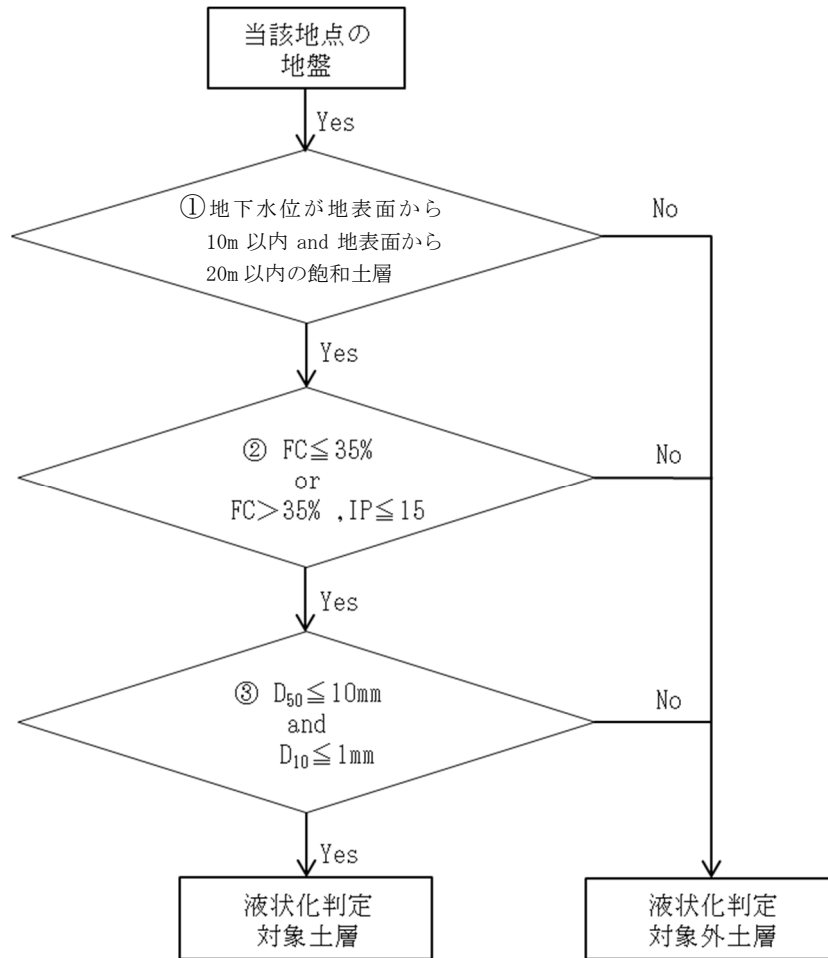 当該地点の
地盤
Yes
①地下水位が地表面から
10m 以内 and 地表面から
20m 以内の飽和土層
No
Yes
② FC≦35%
or
FC＞35% ,IP≦15
No
Yes
③ D₅₀≦10mm
and
D₁₀≦1mm
No
Yes
液状化判定
対象土層
液状化判定
対象外土層